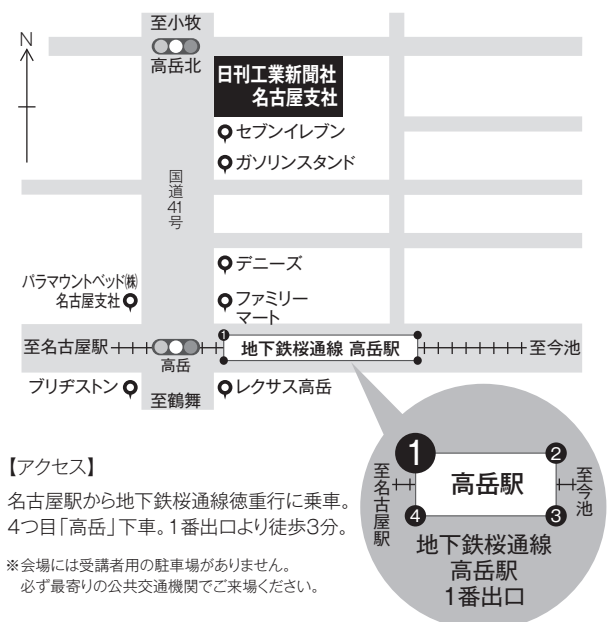 至小牧
N
高岳北
日刊工業新聞社
名古屋支社
セブンイレブン
ガソリンスタンド
国道41号
デニーズ
パラマウントベッド㈱
名古屋支社
ファミリー
マート
至名古屋駅
1
地下鉄桜通線 高岳駅
至今池
高岳
ブリヂストン
至鶴舞
レクサス高岳
1
2
至名古屋駅
高岳駅
至今池
4
3
地下鉄桜通線
高岳駅
1番出口
【アクセス】
名古屋駅から地下鉄桜通線徳重行に乗車。
4つ目「高岳」下車。1番出口より徒歩3分。
※会場には受講者用の駐車場がありません。
必ず最寄りの公共交通機関でご来場ください。